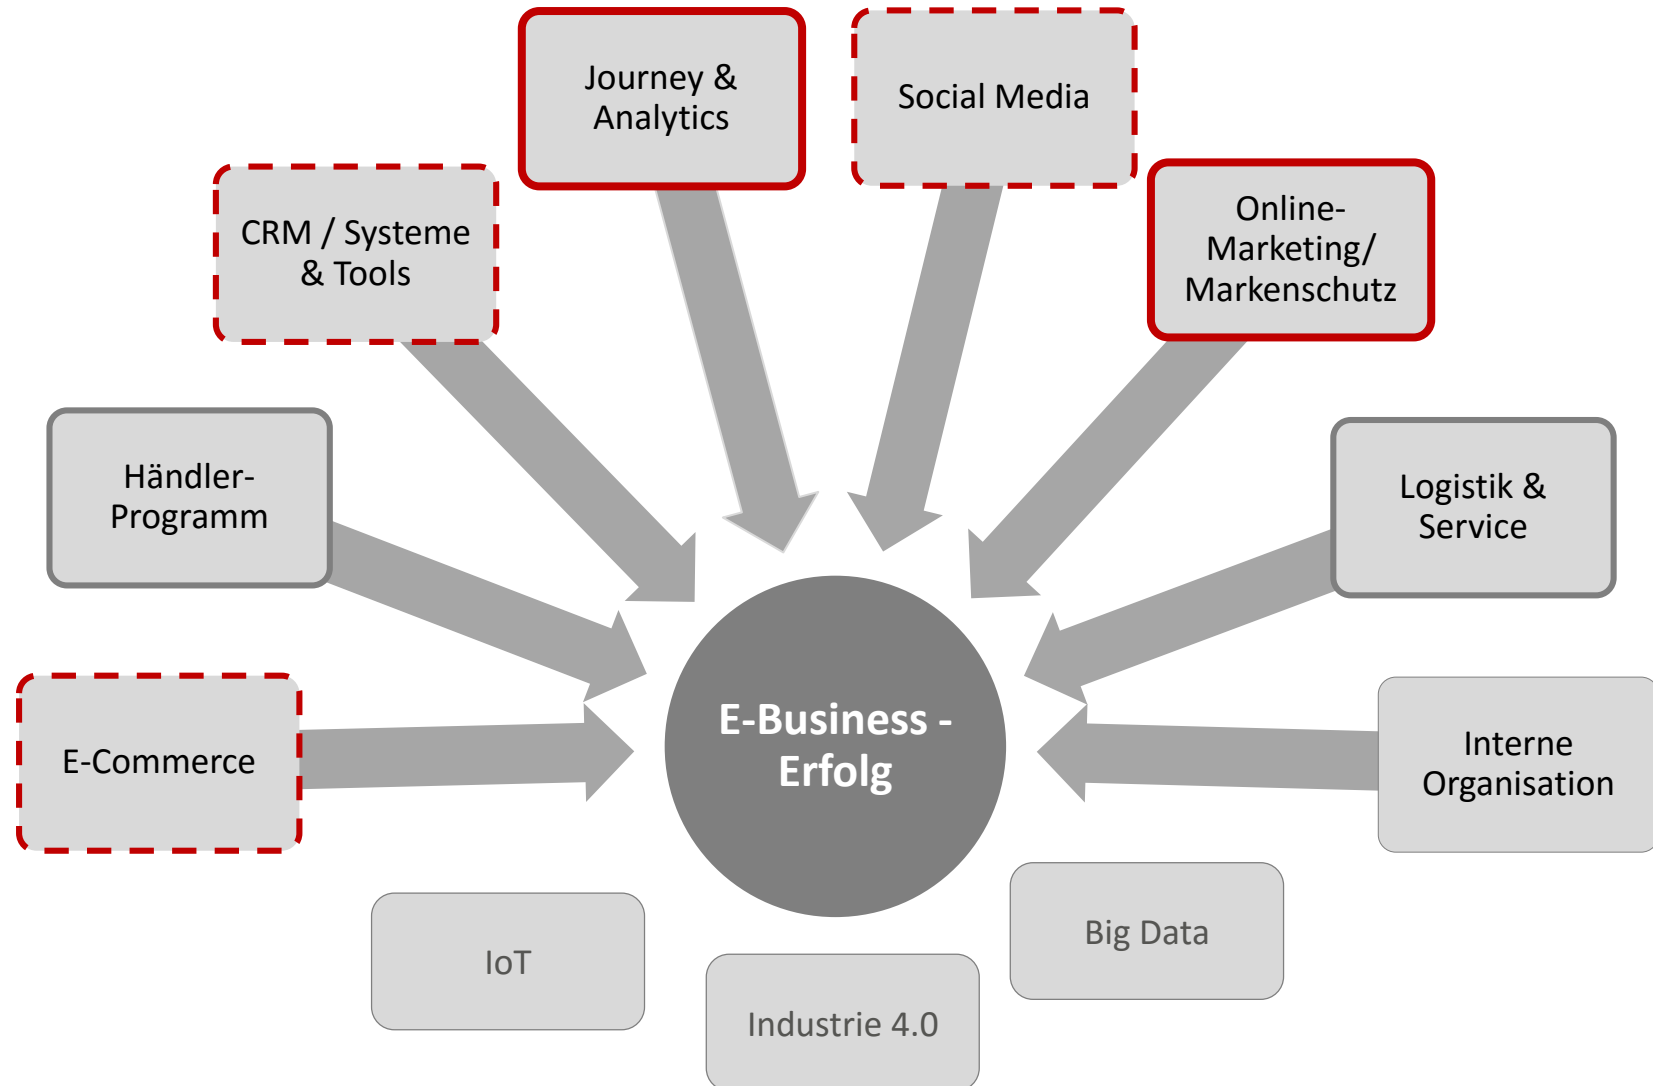 Journey &
Analytics
Social Media
CRM / Systeme
& Tools
Online-
Marketing/
Markenschutz
Händler-
Programm
Logistik &
Service
E-Commerce
E-Business -
Erfolg
Interne
Organisation
IoT
Industrie 4.0
Big Data